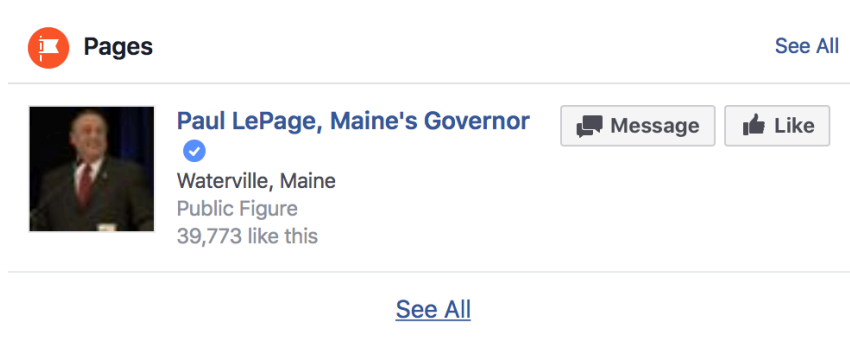 Pages
See All
Paul LePage, Maine's Governor
Message
Like
Waterville, Maine
Public Figure
39,773 like this
See All